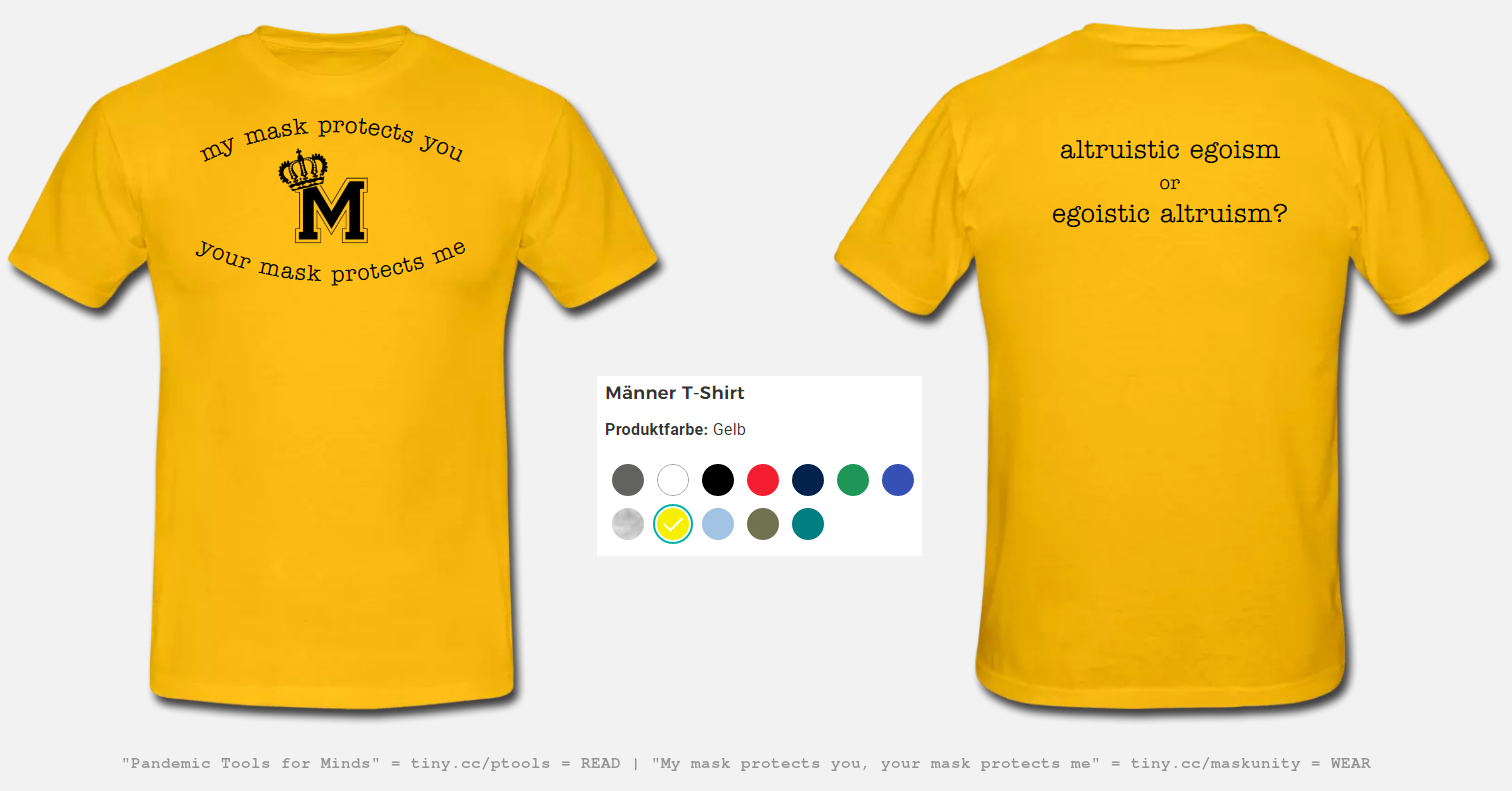 my mask protects you
M
your mask protects me
altruistic egoism
or
egoistic altruism?
Männer T-Shirt
Produktfarbe: Gelb
"Pandemic Tools for Minds" = tiny.cc/ptools = READ | "My mask protects you, your mask protects me" = tiny.cc/maskunity = WEAR